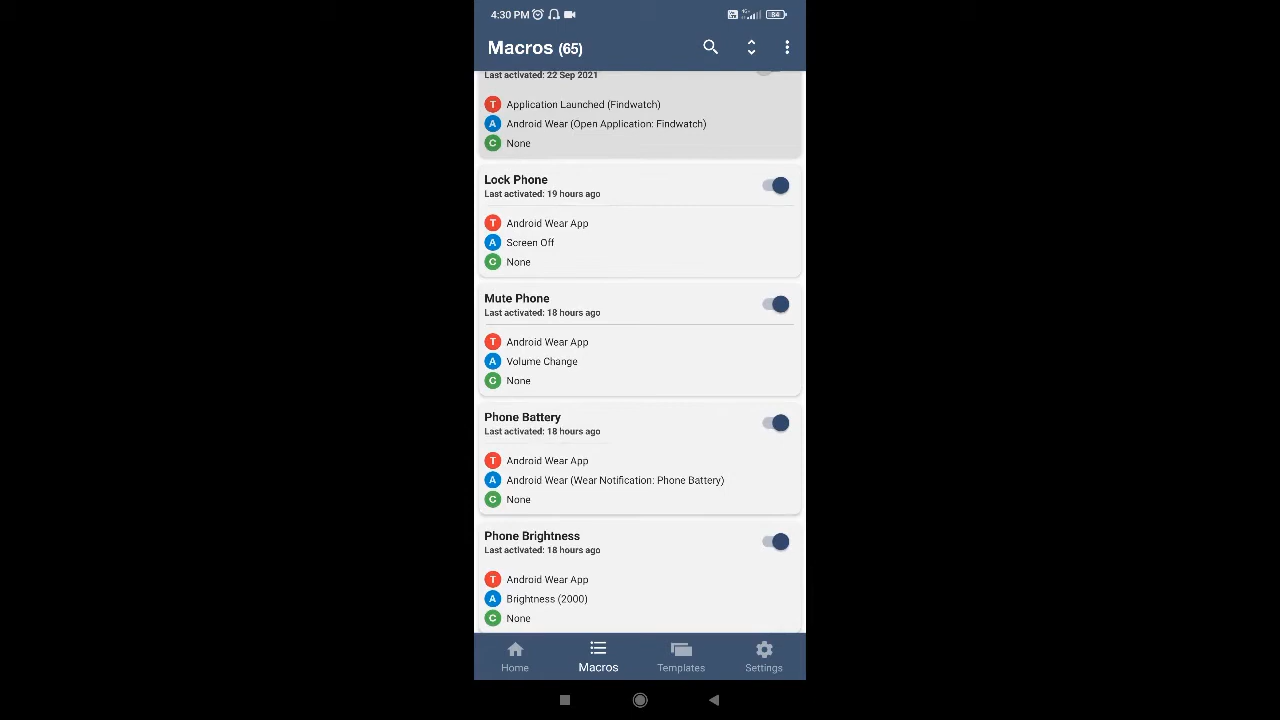 4:30 PM
84
Macros (65)
Last activated: 22 Sep 2021
T Application Launched (Findwatch)
A Android Wear (Open Application: Findwatch)
C None
Lock Phone
Last activated: 19 hours ago
T Android Wear App
A Screen Off
C None
Mute Phone
Last activated: 18 hours ago
T Android Wear App
A Volume Change
C None
Phone Battery
Last activated: 18 hours ago
T Android Wear App
A Android Wear (Wear Notification: Phone Battery)
C None
Phone Brightness
Last activated: 18 hours ago
T Android Wear App
A Brightness (2000)
C None
Home Macros Templates Settings